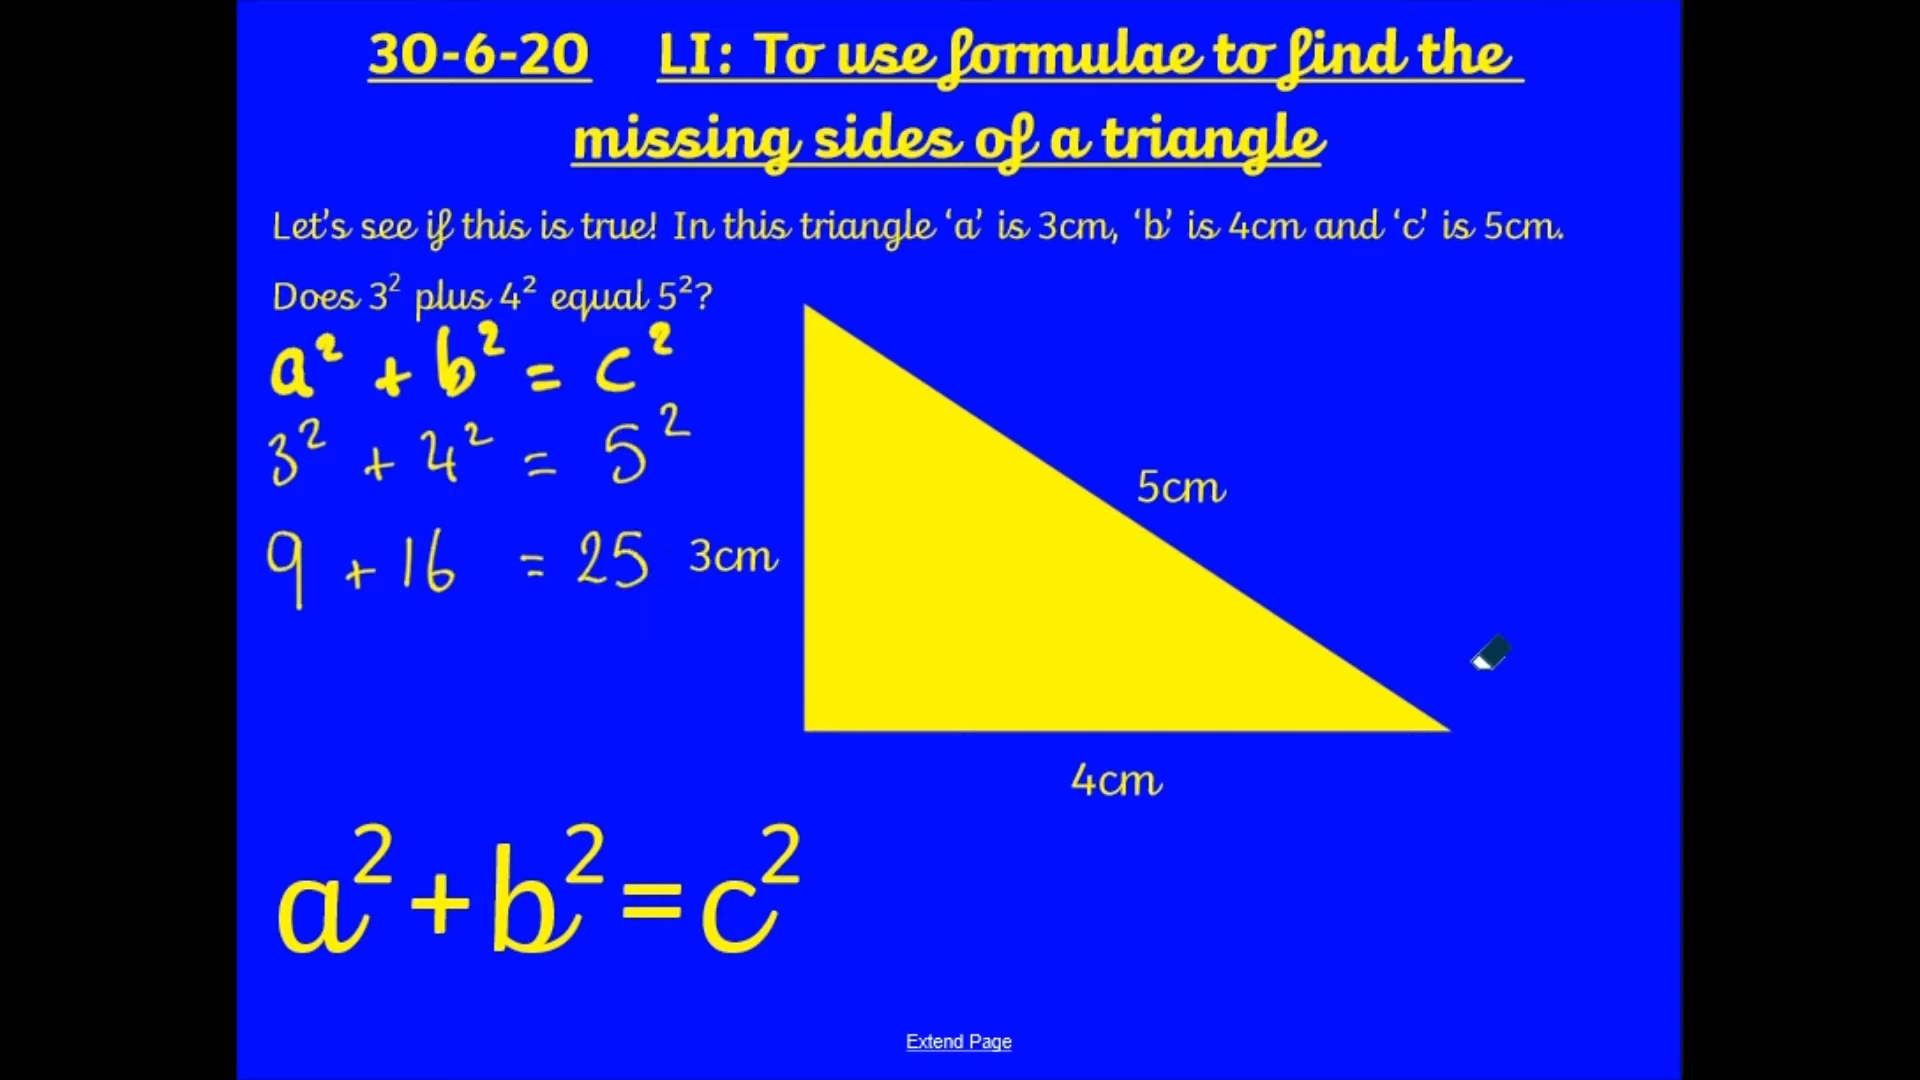 30-6-20 LI: To use formulae to find the
missing sides of a triangle
Let's see if this is true! In this triangle ‘a’ is 3cm, ‘b’ is 4cm and ‘c’ is 5cm.
Does 3² plus 4² equal 5²?
a² + b² = c²
3² + 4² = 5²
9 + 16 = 25
3cm
5cm
4cm
a²+b²=c²
Extend Page